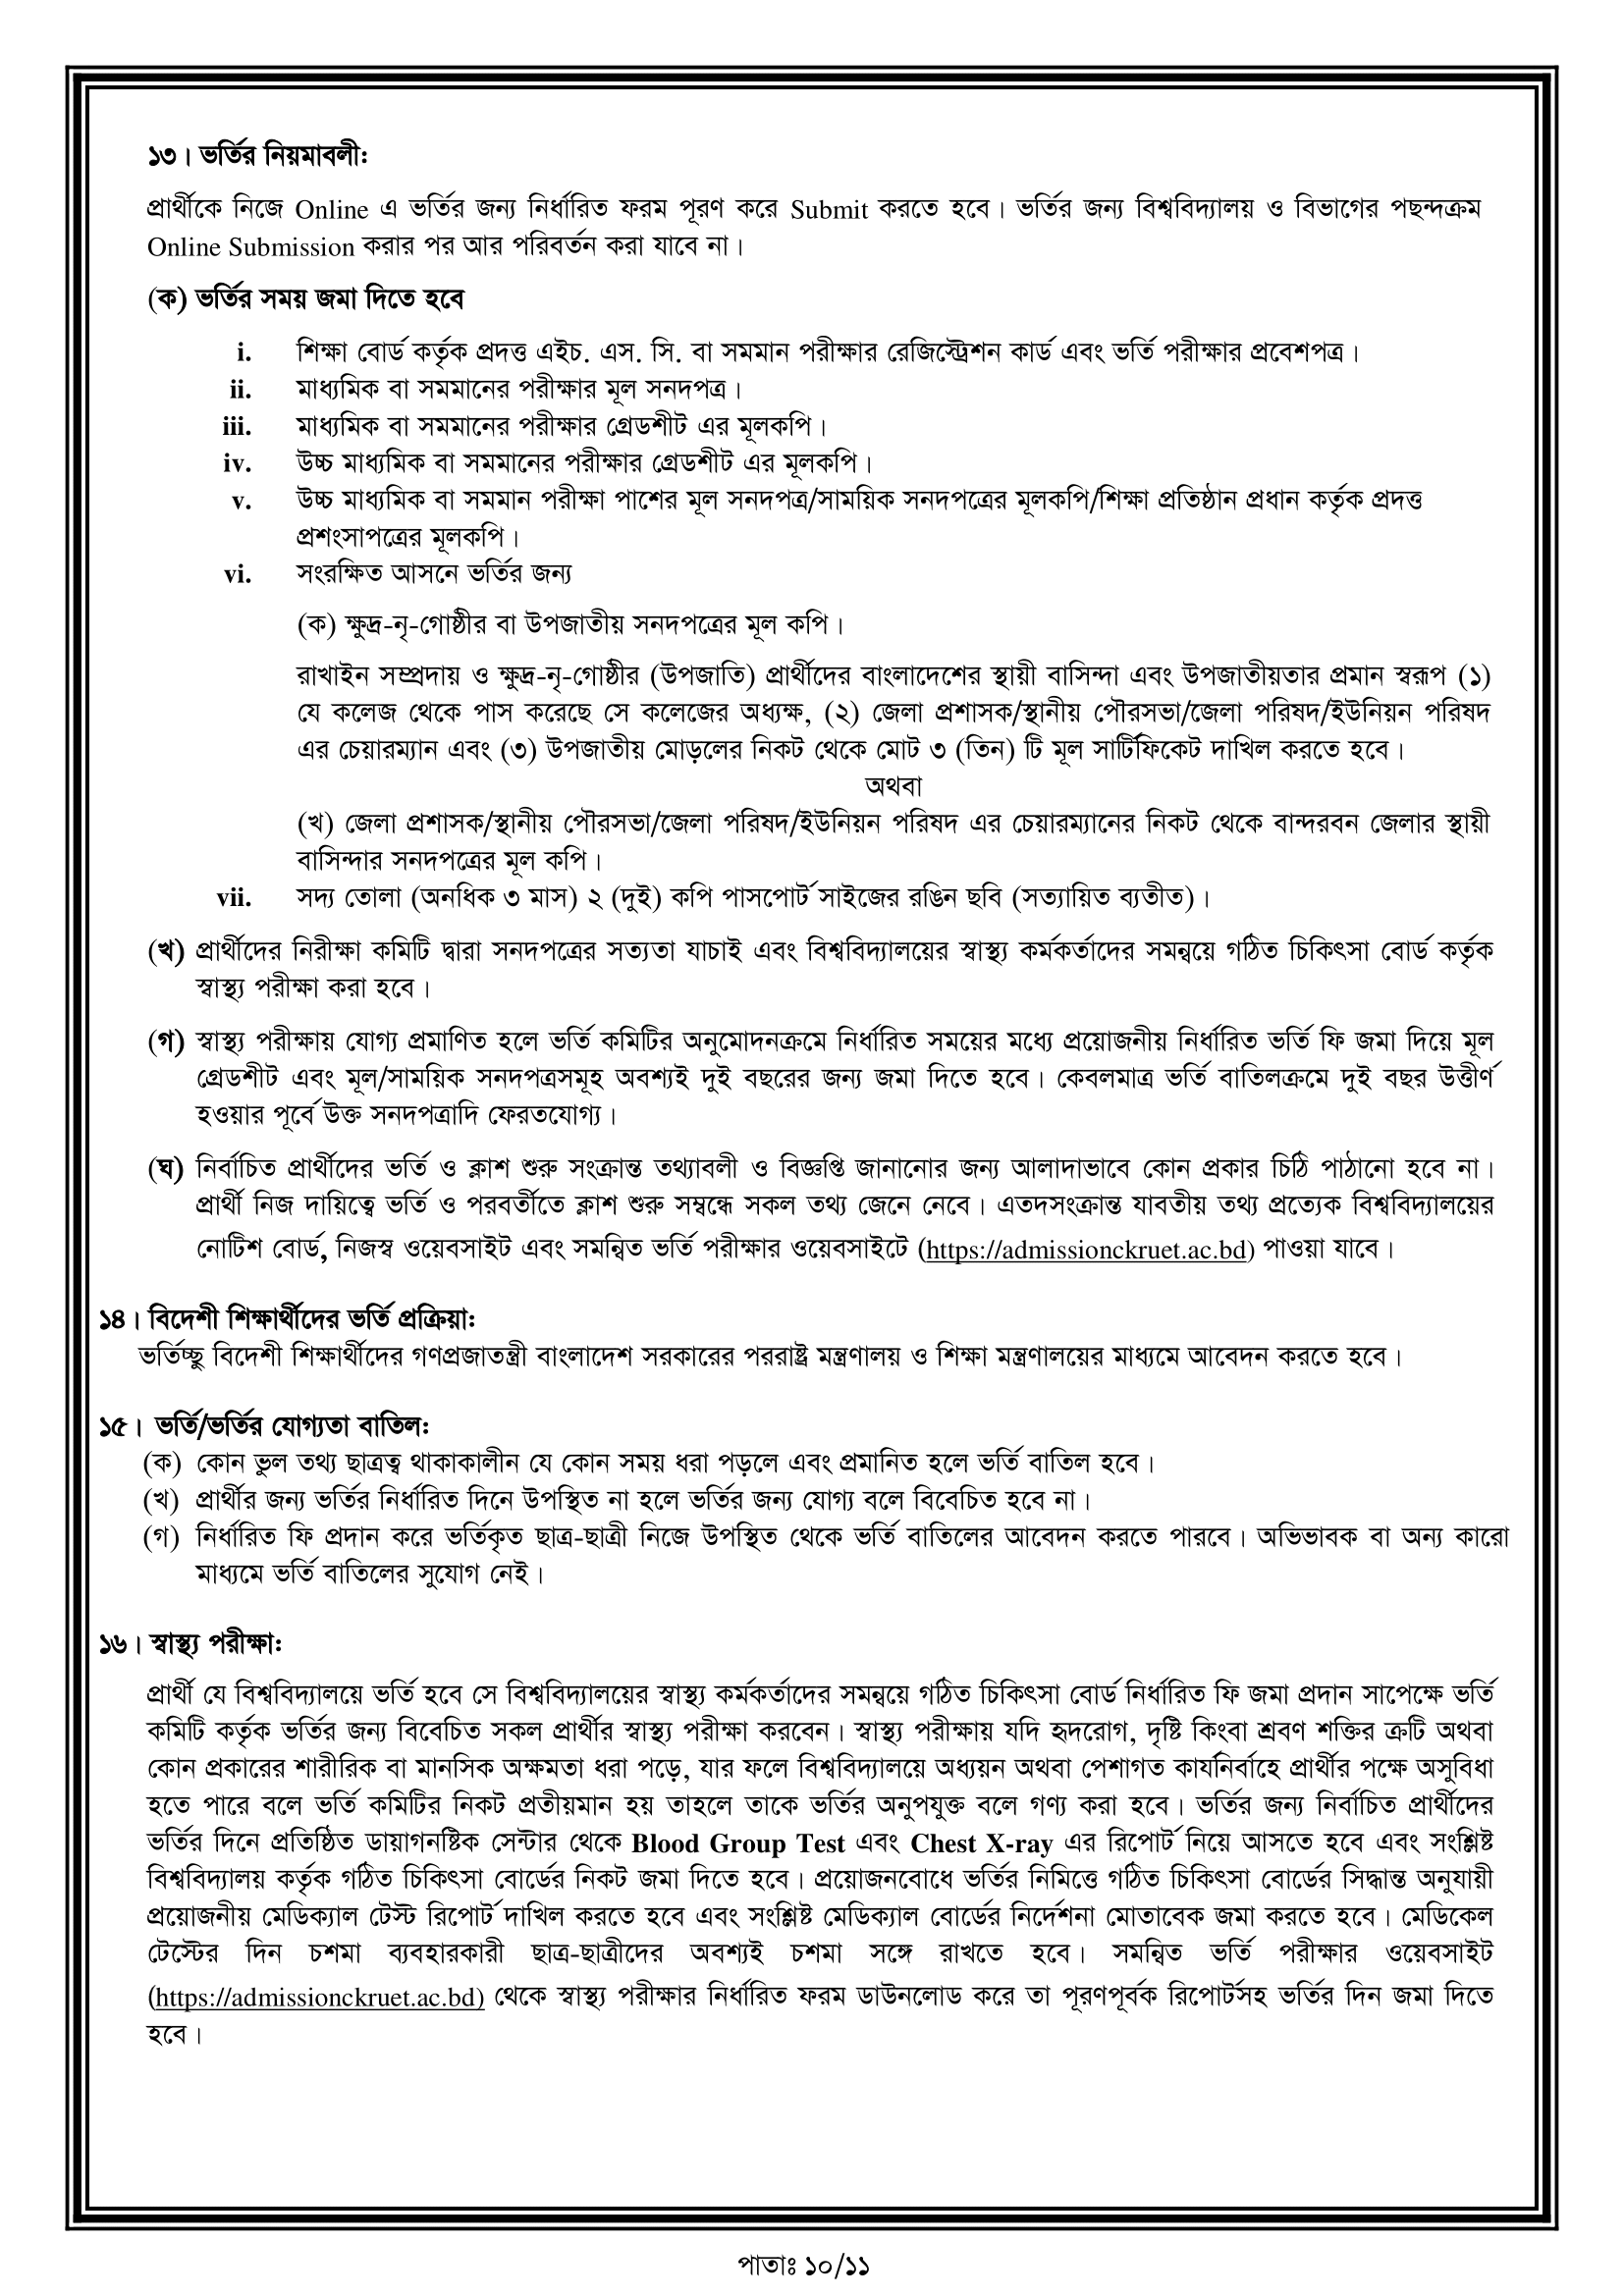 ১৩। ভর্তির নিয়মাবলী:
প্রার্থীকে নিজে Online এ ভর্তির জন্য নির্ধারিত ফরম পূরণ করে Submit করতে হবে। ভর্তির জন্য বিশ্ববিদ্যালয় ও বিভাগের পছন্দক্রম
Online Submission করার পর আর পরিবর্তন করা যাবে না।
(ক) ভর্তির সময় জমা দিতে হবে
i. শিক্ষা বোর্ড কর্তৃক প্রদত্ত এইচ. এস. সি. বা সমমান পরীক্ষার রেজিস্ট্রেশন কার্ড এবং ভর্তি পরীক্ষার প্রবেশপত্র।
ii. মাধ্যমিক বা সমমানের পরীক্ষার মূল সনদপত্র।
iii. মাধ্যমিক বা সমমানের পরীক্ষার গ্রেডশীট এর মূলকপি।
iv. উচ্চ মাধ্যমিক বা সমমানের পরীক্ষার গ্রেডশীট এর মূলকপি।
v. উচ্চ মাধ্যমিক বা সমমান পরীক্ষা পাশের মূল সনদপত্র/সাময়িক সনদপত্রের মূলকপি/শিক্ষা প্রতিষ্ঠান প্রধান কর্তৃক প্রদত্ত
প্রশংসাপত্রের মূলকপি।
vi. সংরক্ষিত আসনে ভর্তির জন্য
(ক) ক্ষুদ্র-নৃ-গোষ্ঠীর বা উপজাতীয় সনদপত্রের মূল কপি।
রাখাইন সম্প্রদায় ও ক্ষুদ্র-নৃ-গোষ্ঠীর (উপজাতি) প্রার্থীদের বাংলাদেশের স্থায়ী বাসিন্দা এবং উপজাতীয়তার প্রমান স্বরূপ (১)
যে কলেজ থেকে পাস করেছে সে কলেজের অধ্যক্ষ, (২) জেলা প্রশাসক/স্থানীয় পৌরসভা/জেলা পরিষদ/ইউনিয়ন পরিষদ
এর চেয়ারম্যান এবং (৩) উপজাতীয় মোড়লের নিকট থেকে মোট ৩ (তিন) টি মূল সার্টিফিকেট দাখিল করতে হবে।
অথবা
(খ) জেলা প্রশাসক/স্থানীয় পৌরসভা/জেলা পরিষদ/ইউনিয়ন পরিষদ এর চেয়ারম্যানের নিকট থেকে বান্দরবন জেলার স্থায়ী
বাসিন্দার সনদপত্রের মূল কপি।
vii. সদ্য তোলা (অনধিক ৩ মাস) ২ (দুই) কপি পাসপোর্ট সাইজের রঙিন ছবি (সত্যায়িত ব্যতীত)।
(খ) প্রার্থীদের নিরীক্ষা কমিটি দ্বারা সনদপত্রের সত্যতা যাচাই এবং বিশ্ববিদ্যালয়ের স্বাস্থ্য কর্মকর্তাদের সমন্বয়ে গঠিত চিকিৎসা বোর্ড কর্তৃক
স্বাস্থ্য পরীক্ষা করা হবে।
(গ) স্বাস্থ্য পরীক্ষায় যোগ্য প্রমাণিত হলে ভর্তি কমিটির অনুমোদনক্রমে নির্ধারিত সময়ের মধ্যে প্রয়োজনীয় নির্ধারিত ভর্তি ফি জমা দিয়ে মূল
গ্রেডশীট এবং মূল/সাময়িক সনদপত্রসমূহ অবশ্যই দুই বছরের জন্য জমা দিতে হবে। কেবলমাত্র ভর্তি বাতিলক্রমে দুই বছর উত্তীর্ণ
হওয়ার পূর্বে উক্ত সনদপত্রাদি ফেরতযোগ্য।
(ঘ) নির্বাচিত প্রার্থীদের ভর্তি ও ক্লাশ শুরু সংক্রান্ত তথ্যাবলী ও বিজ্ঞপ্তি জানানোর জন্য আলাদাভাবে কোন প্রকার চিঠি পাঠানো হবে না।
প্রার্থী নিজ দায়িত্বে ভর্তি ও পরবর্তীতে ক্লাশ শুরু সম্বন্ধে সকল তথ্য জেনে নেবে। এতদসংক্রান্ত যাবতীয় তথ্য প্রত্যেক বিশ্ববিদ্যালয়ের
নোটিশ বোর্ড, নিজস্ব ওয়েবসাইট এবং সমন্বিত ভর্তি পরীক্ষার ওয়েবসাইটে (https://admissionckruet.ac.bd) পাওয়া যাবে।
১৪। বিদেশী শিক্ষার্থীদের ভর্তি প্রক্রিয়া:
ভর্তিচ্ছু বিদেশী শিক্ষার্থীদের গণপ্রজাতন্ত্রী বাংলাদেশ সরকারের পররাষ্ট্র মন্ত্রণালয় ও শিক্ষা মন্ত্রণালয়ের মাধ্যমে আবেদন করতে হবে।
১৫। ভর্তি/ভর্তির যোগ্যতা বাতিল:
(ক) কোন ভুল তথ্য ছাত্রত্ব থাকাকালীন যে কোন সময় ধরা পড়লে এবং প্রমানিত হলে ভর্তি বাতিল হবে।
(খ) প্রার্থীর জন্য ভর্তির নির্ধারিত দিনে উপস্থিত না হলে ভর্তির জন্য যোগ্য বলে বিবেচিত হবে না।
(গ) নির্ধারিত ফি প্রদান করে ভর্তিকৃত ছাত্র-ছাত্রী নিজে উপস্থিত থেকে ভর্তি বাতিলের আবেদন করতে পারবে। অভিভাবক বা অন্য কারো
মাধ্যমে ভর্তি বাতিলের সুযোগ নেই।
১৬। স্বাস্থ্য পরীক্ষা:
প্রার্থী যে বিশ্ববিদ্যালয়ে ভর্তি হবে সে বিশ্ববিদ্যালয়ের স্বাস্থ্য কর্মকর্তাদের সমন্বয়ে গঠিত চিকিৎসা বোর্ড নির্ধারিত ফি জমা প্রদান সাপেক্ষে ভর্তি
কমিটি কর্তৃক ভর্তির জন্য বিবেচিত সকল প্রার্থীর স্বাস্থ্য পরীক্ষা করবেন। স্বাস্থ্য পরীক্ষায় যদি হৃদরোগ, দৃষ্টি কিংবা শ্রবণ শক্তির ত্রুটি অথবা
কোন প্রকারের শারীরিক বা মানসিক অক্ষমতা ধরা পড়ে, যার ফলে বিশ্ববিদ্যালয়ে অধ্যয়ন অথবা পেশাগত কার্যনির্বাহে প্রার্থীর পক্ষে অসুবিধা
হতে পারে বলে ভর্তি কমিটির নিকট প্রতীয়মান হয় তাহলে তাকে ভর্তির অনুপযুক্ত বলে গণ্য করা হবে। ভর্তির জন্য নির্বাচিত প্রার্থীদের
ভর্তির দিনে প্রতিষ্ঠিত ডায়াগনষ্টিক সেন্টার থেকে Blood Group Test এবং Chest X-ray এর রিপোর্ট নিয়ে আসতে হবে এবং সংশ্লিষ্ট
বিশ্ববিদ্যালয় কর্তৃক গঠিত চিকিৎসা বোর্ডের নিকট জমা দিতে হবে। প্রয়োজনবোধে ভর্তির নিমিত্তে গঠিত চিকিৎসা বোর্ডের সিদ্ধান্ত অনুযায়ী
প্রয়োজনীয় মেডিক্যাল টেস্ট রিপোর্ট দাখিল করতে হবে এবং সংশ্লিষ্ট মেডিক্যাল বোর্ডের নির্দেশনা মোতাবেক জমা করতে হবে। মেডিকেল
টেস্টের দিন চশমা ব্যবহারকারী ছাত্র-ছাত্রীদের অবশ্যই চশমা সঙ্গে রাখতে হবে। সমন্বিত ভর্তি পরীক্ষার ওয়েবসাইট
(https://admissionckruet.ac.bd) থেকে স্বাস্থ্য পরীক্ষার নির্ধারিত ফরম ডাউনলোড করে তা পূরণপূর্বক রিপোর্টসহ ভর্তির দিন জমা দিতে
হবে।
পাতাঃ ১০/১১